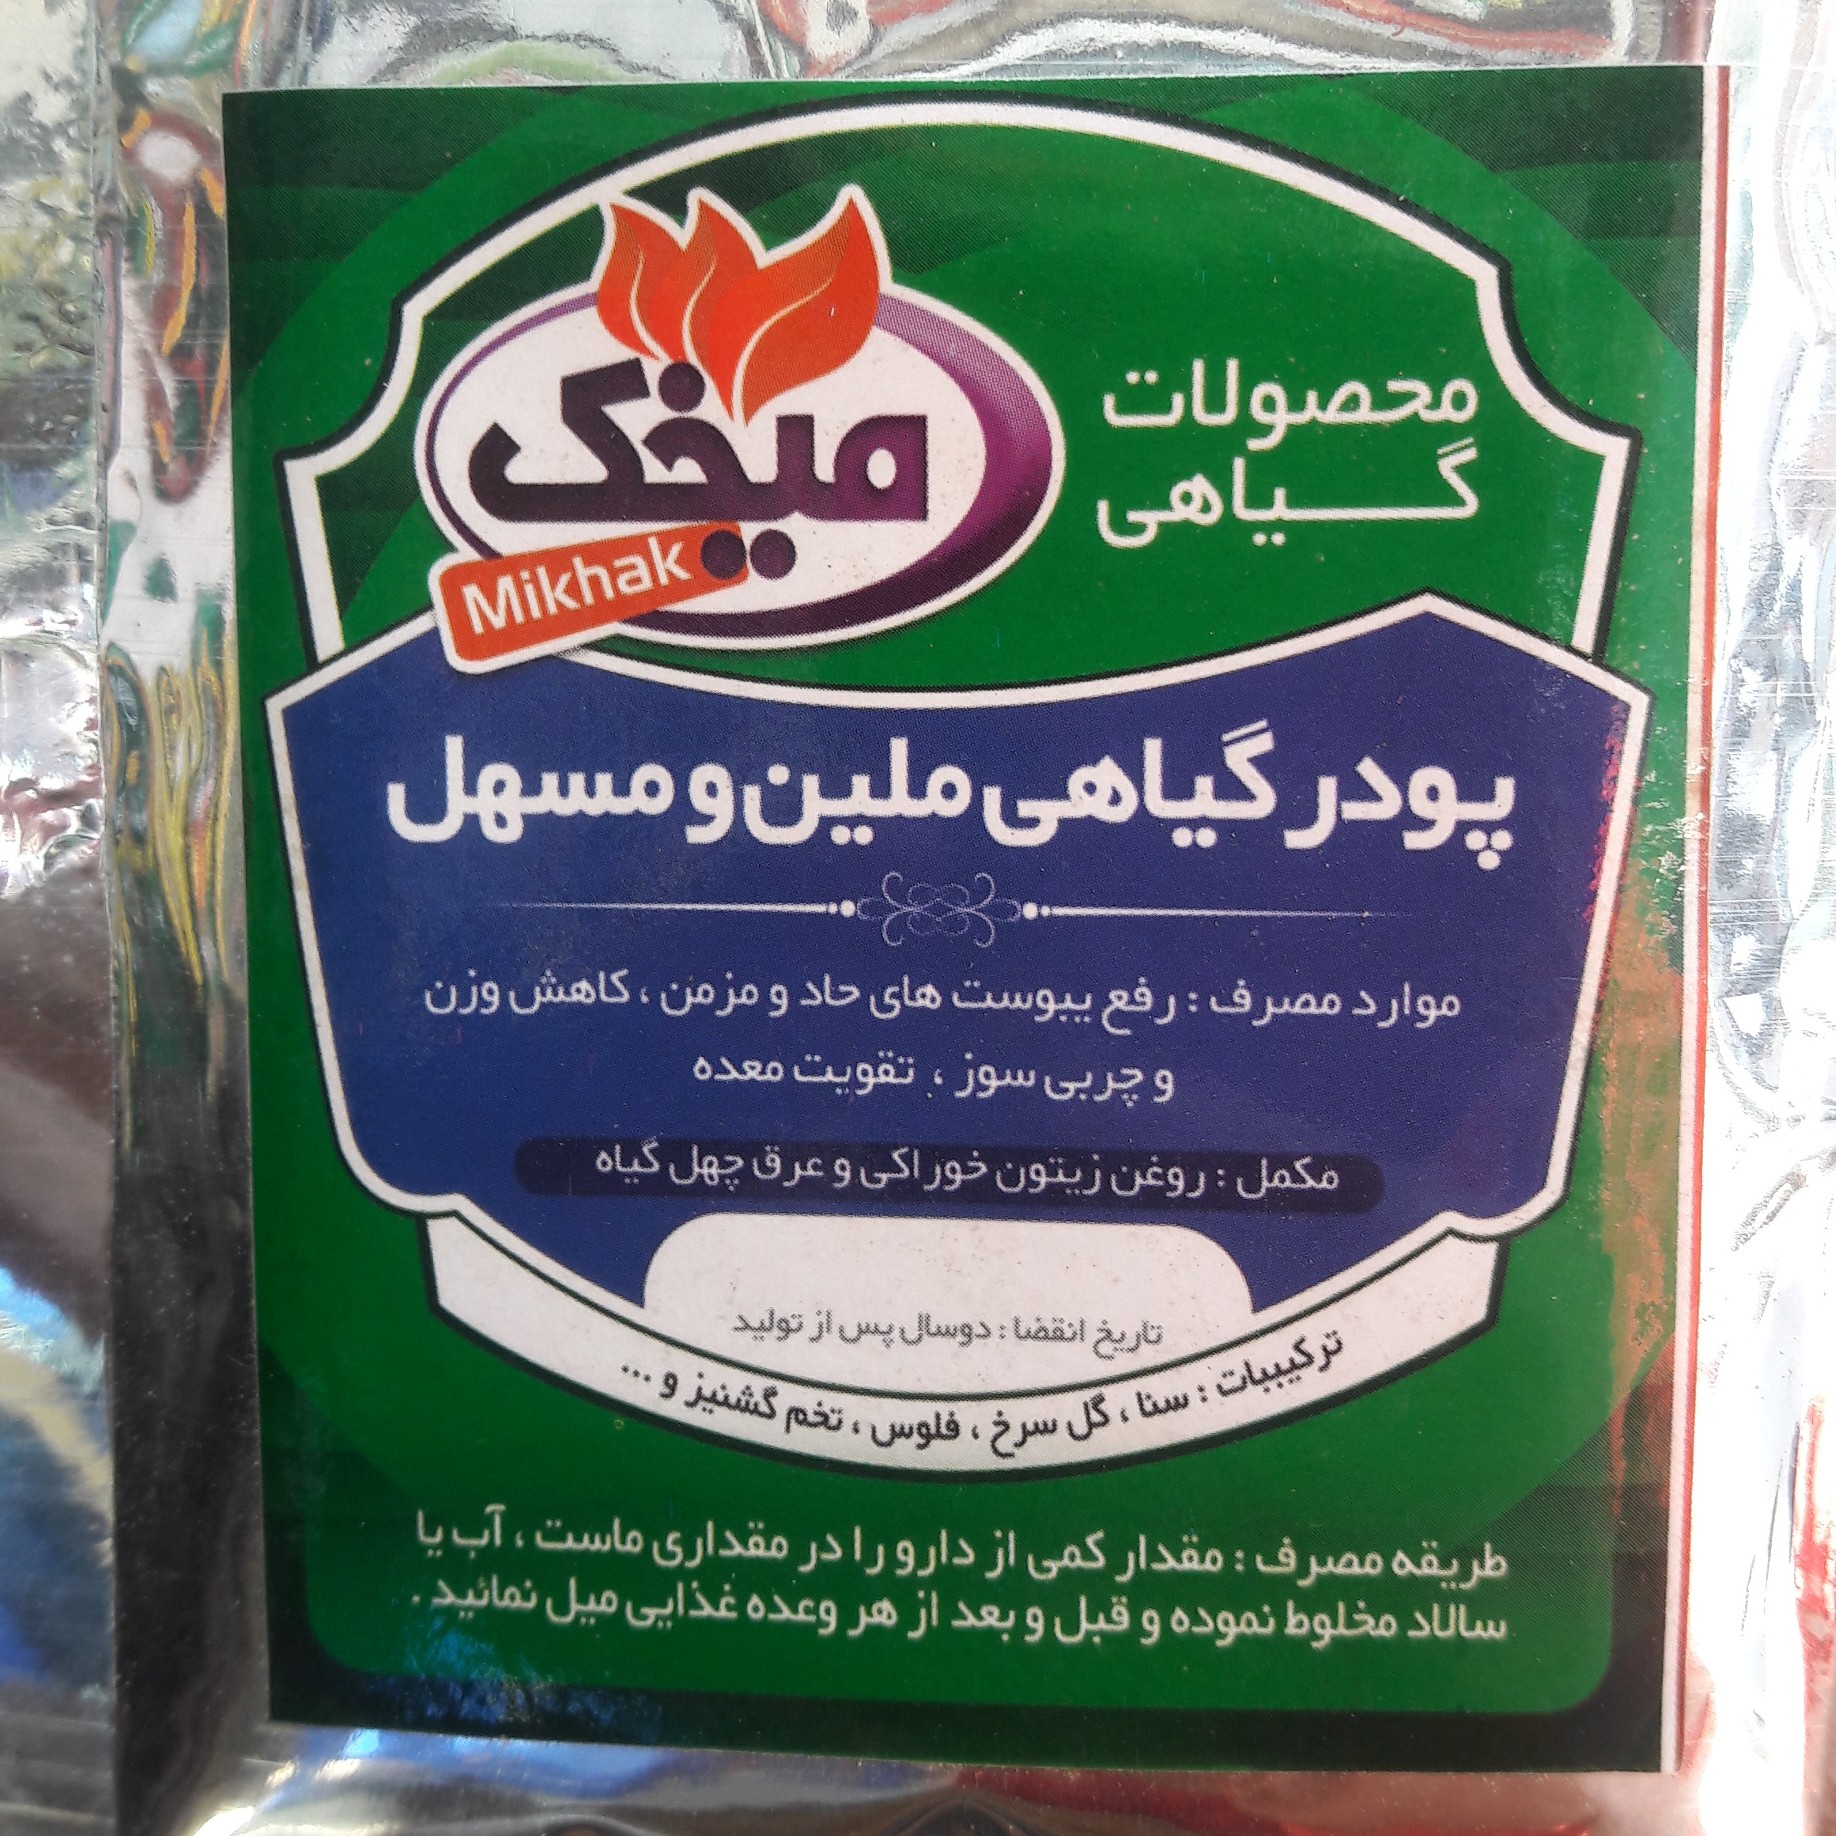 محصولات
گیاهی
میخک
Mikhak
پودر گیاهی ملین و مسهل
موارد مصرف : رفع یبوست های حاد و مزمن ، کاهش وزن
و چربی سوز ، تقویت معده
مکمل : روغن زیتون خوراکی و عرق چهل گیاه
تاریخ انقضا : دوسال پس از تولید
ترکیبات : سنا ، گل سرخ ، فلوس ، تخم گشنیز و ...
طریقه مصرف : مقدار کمی از دارو را در مقداری ماست ، آب یا
سالاد مخلوط نموده و قبل و بعد از هر وعده غذایی میل نمائید .